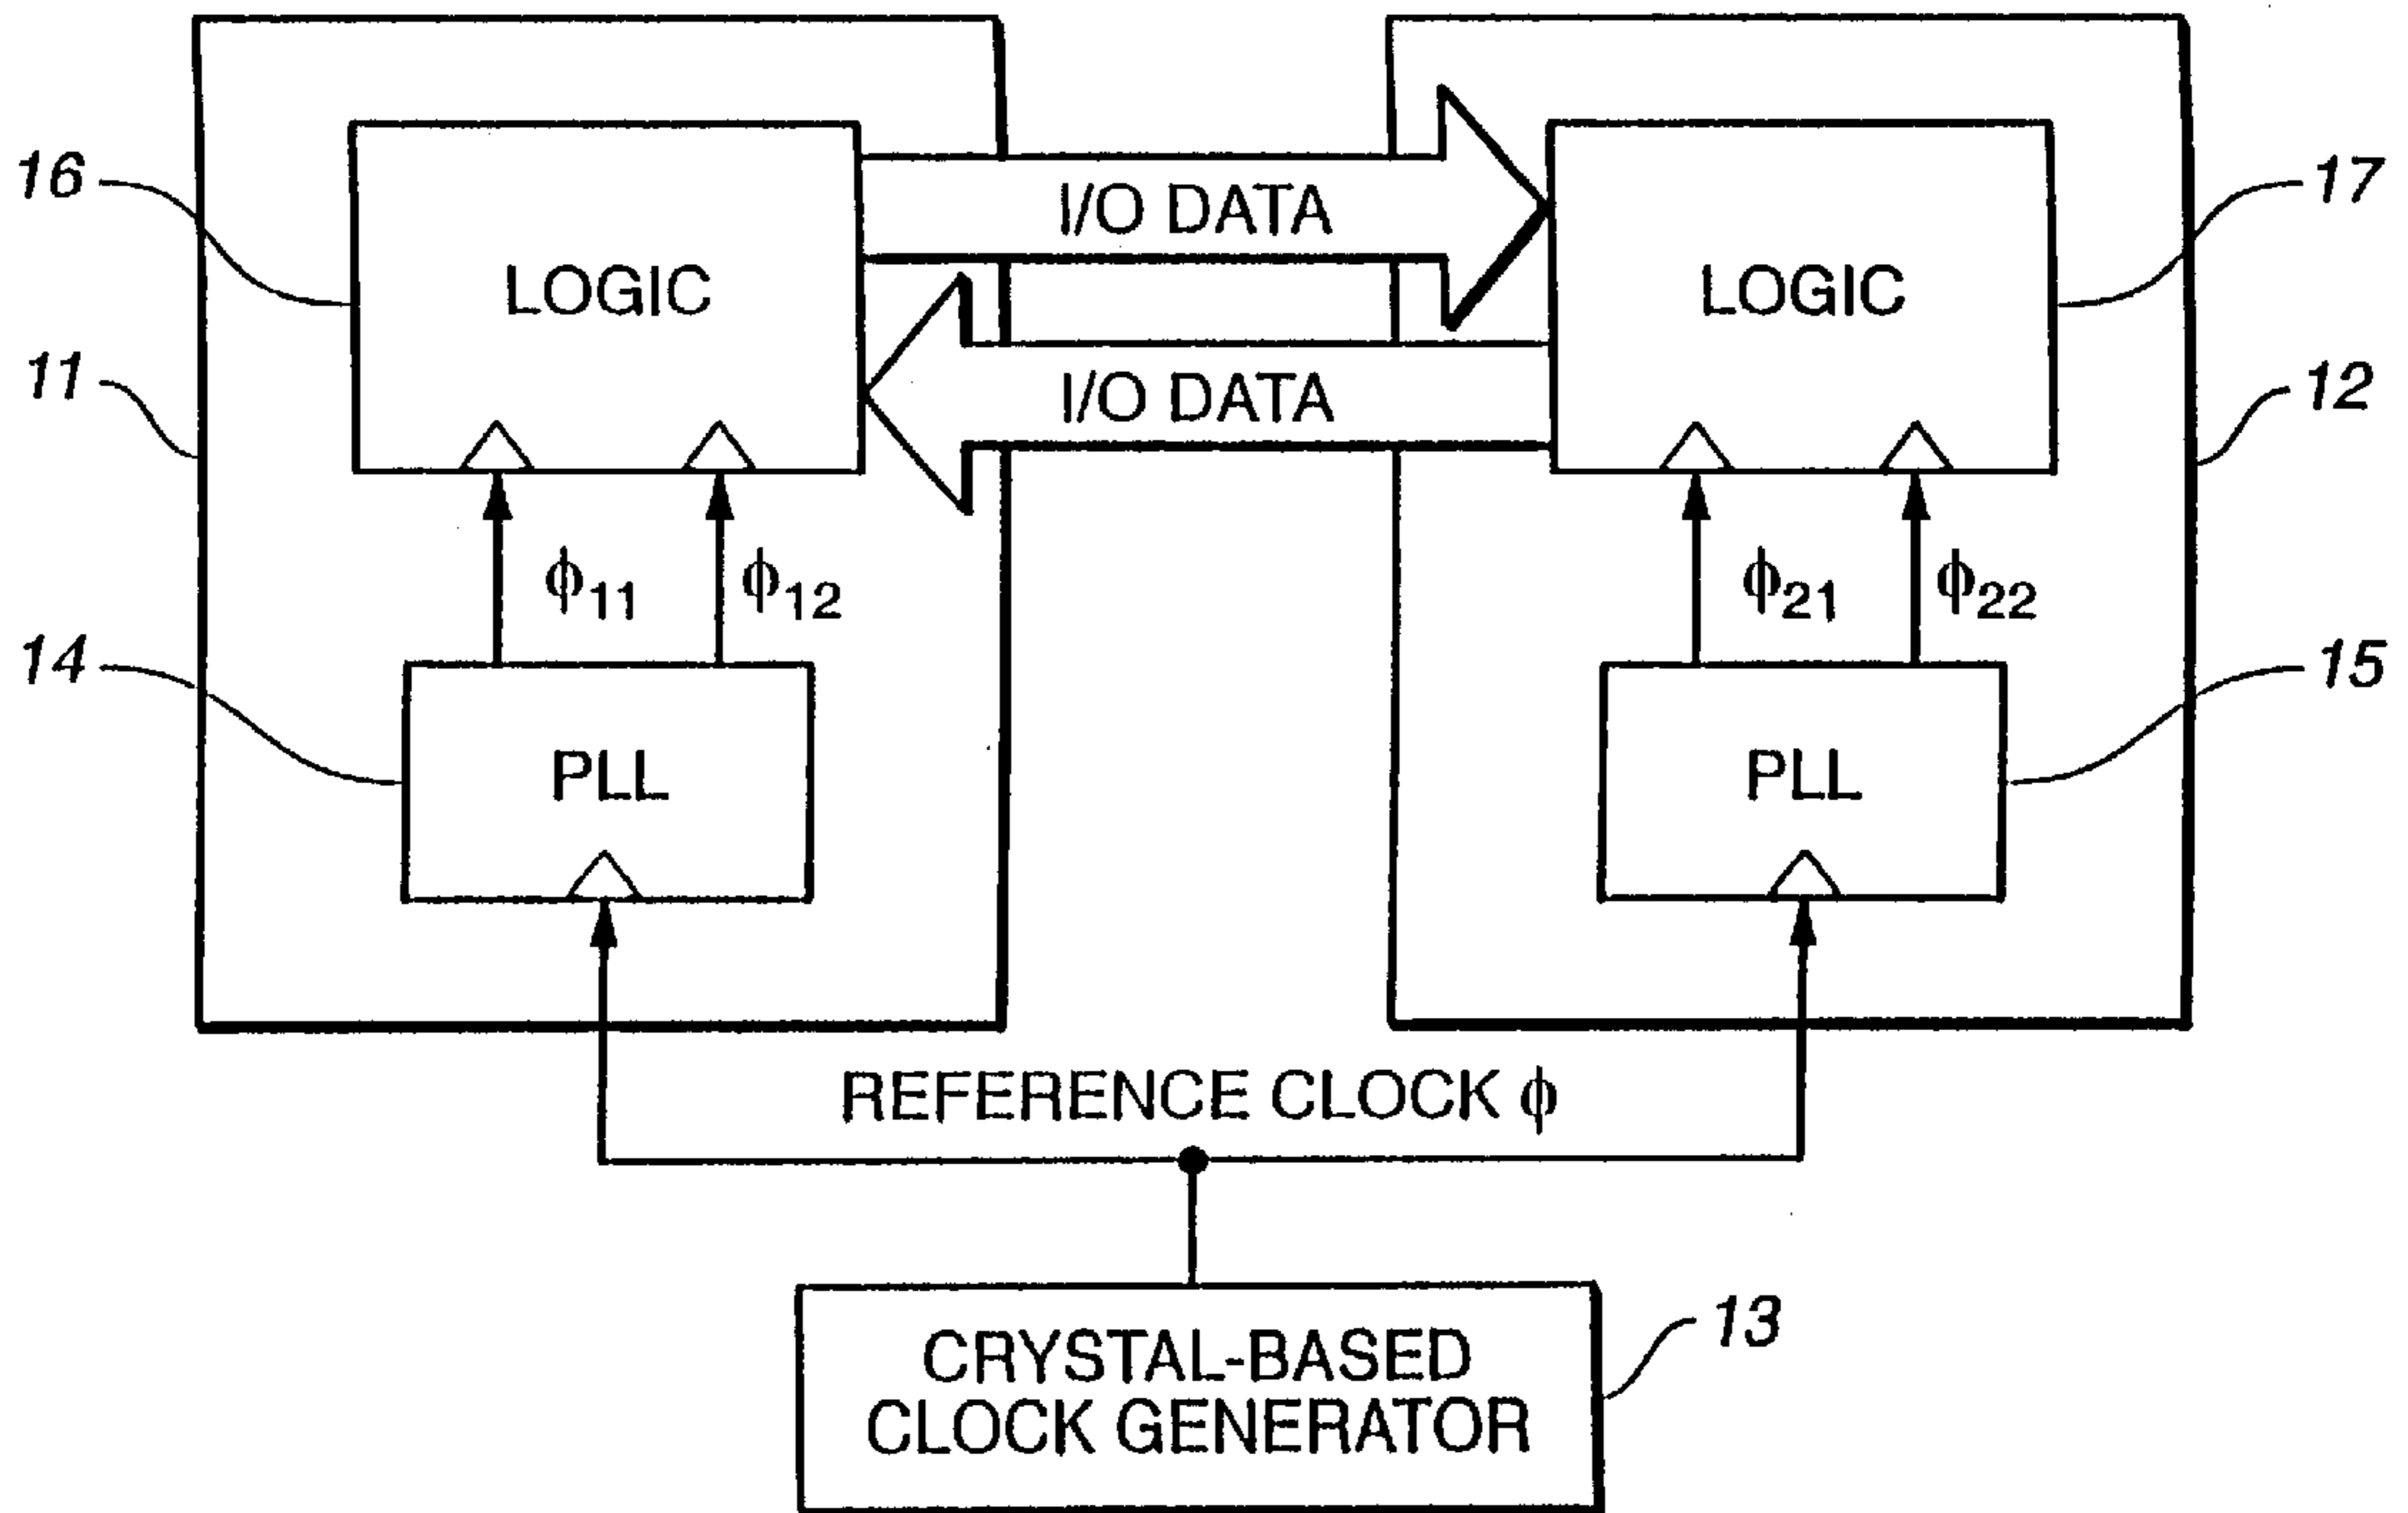 16
LOGIC
I/O DATA
LOGIC
17
11
I/O DATA
12
ϕ11
ϕ12
ϕ21
ϕ22
14
PLL
PLL
15
REFERENCE CLOCK ϕ
CRYSTAL-BASED
CLOCK GENERATOR
13